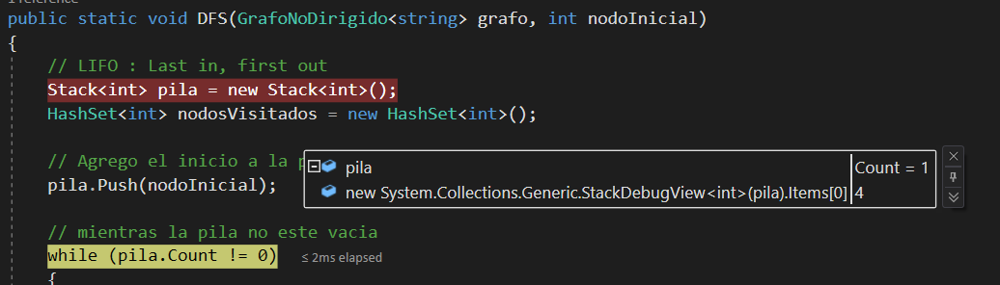 1 reference
public static void DFS(GrafoNoDirigido<string> grafo, int nodoInicial)
{
// LIFO : Last in, first out
Stack<int> pila = new Stack<int>();
HashSet<int> nodosVisitados = new HashSet<int>();
// Agrego el inicio a la p
pila Count = 1
pila.Push(nodoInicial);
new System.Collections.Generic.StackDebugView<int>(pila).Items[0] 4
// mientras la pila no este vacia
while (pila.Count != 0) ≤ 2ms elapsed
{